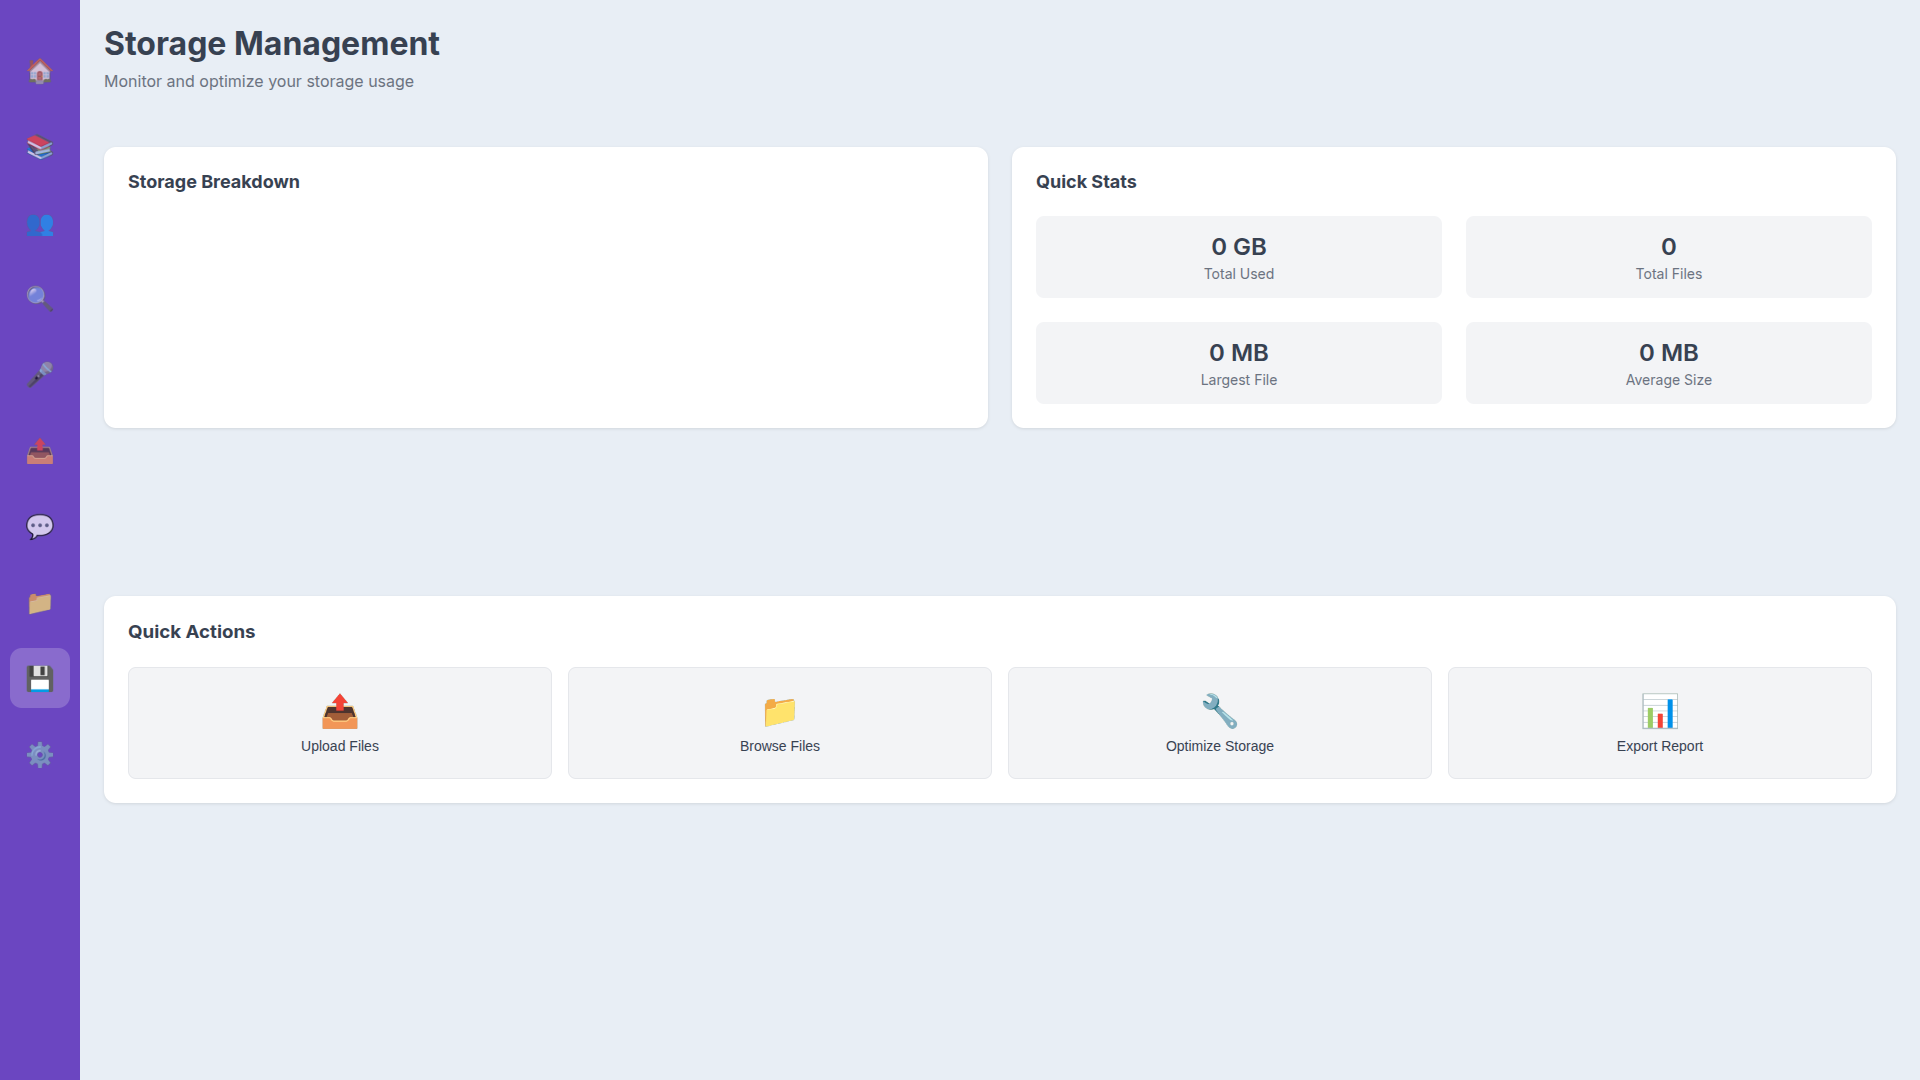 Storage Management
Monitor and optimize your storage usage
Storage Breakdown
Quick Stats
0 GB
Total Used
0
Total Files
0 MB
Largest File
0 MB
Average Size
Quick Actions
Upload Files
Browse Files
Optimize Storage
Export Report